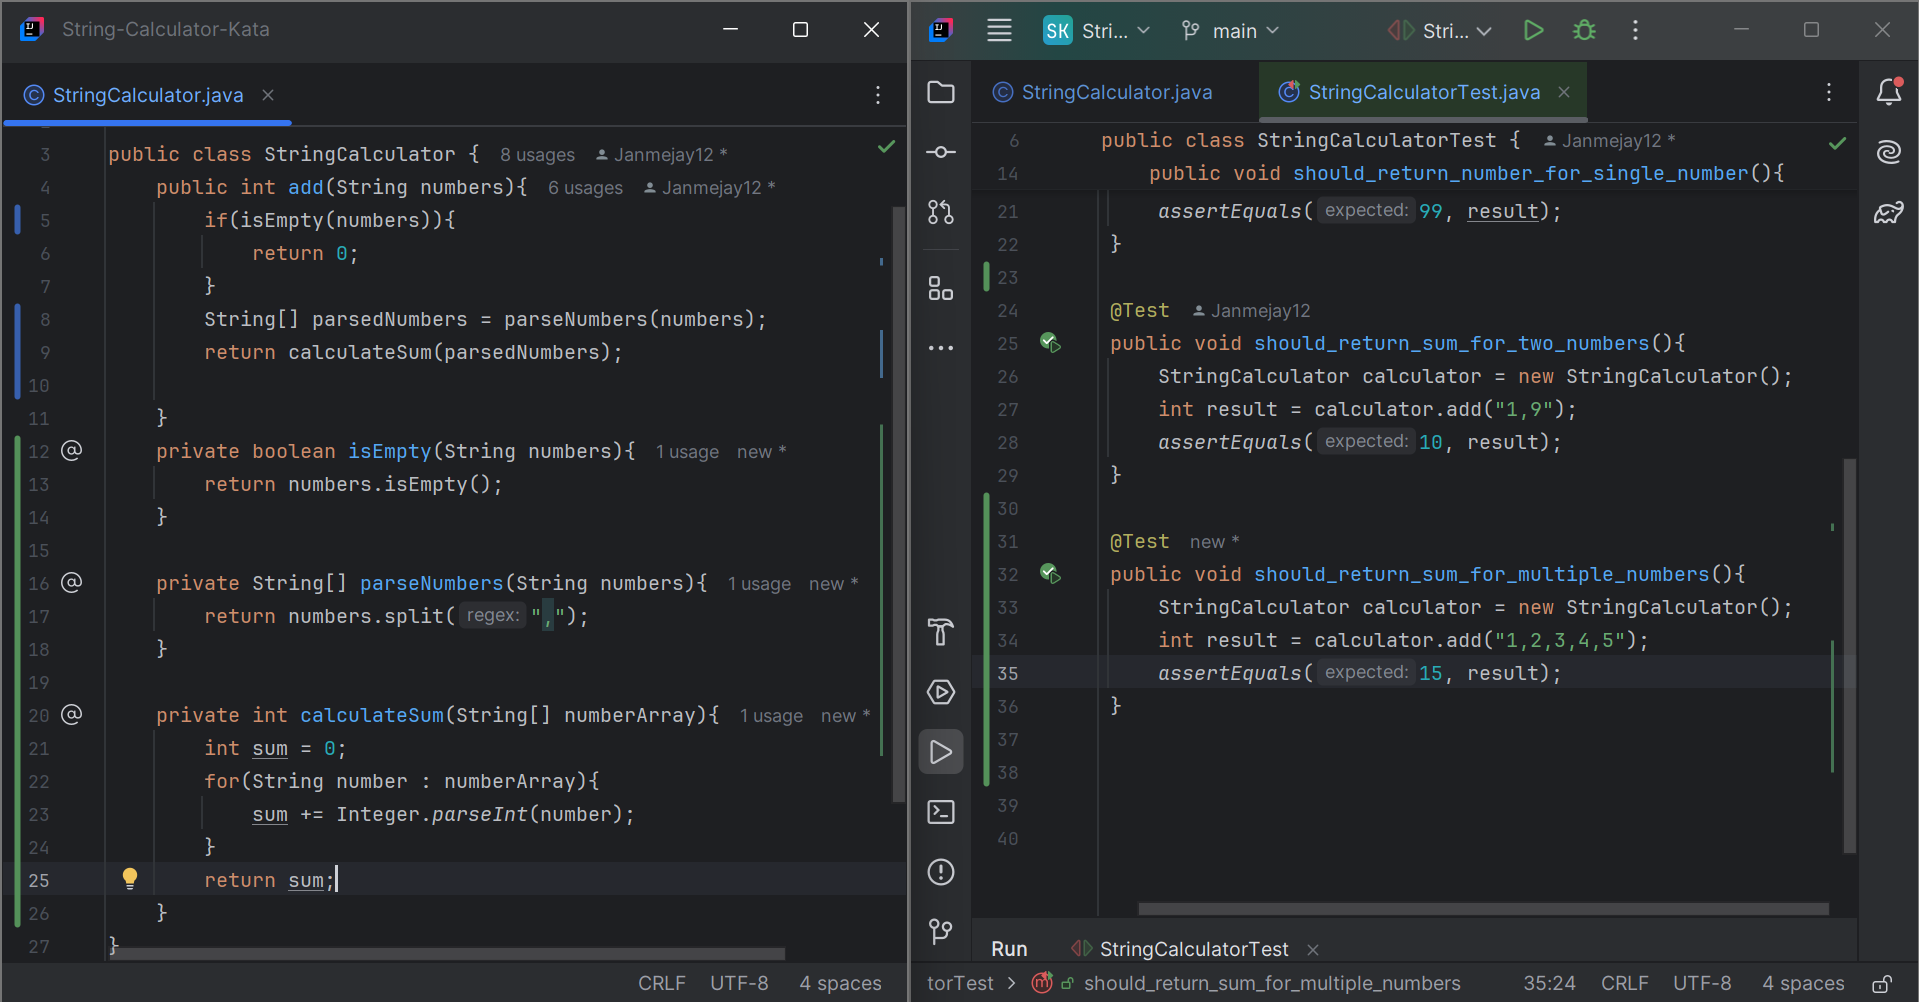 String-Calculator-Kata
StringCalculator.java
3 public class StringCalculator { 8 usages Janmejay12 *
4 public int add(String numbers){ 6 usages Janmejay12 *
5 if(isEmpty(numbers)){
6 return 0;
7 }
8 String[] parsedNumbers = parseNumbers(numbers);
9 return calculateSum(parsedNumbers);
10
11 }
12 @ private boolean isEmpty(String numbers){ 1 usage new *
13 return numbers.isEmpty();
14 }
15
16 @ private String[] parseNumbers(String numbers){ 1 usage new *
17 return numbers.split( regex: ",");
18 }
19
20 @ private int calculateSum(String[] numberArray){ 1 usage new *
21 int sum = 0;
22 for(String number : numberArray){
23 sum += Integer.parseInt(number);
24 }
25 return sum;
26 }
27 }
CRLF UTF-8 4 spaces
SK Stri... main Stri...
StringCalculator.java StringCalculatorTest.java
6 public class StringCalculatorTest { Janmejay12 *
14 public void should_return_number_for_single_number(){
21 assertEquals( expected: 99, result);
22 }
23
24 @Test Janmejay12
25 public void should_return_sum_for_two_numbers(){
26 StringCalculator calculator = new StringCalculator();
27 int result = calculator.add("1,9");
28 assertEquals( expected: 10, result);
29 }
30
31 @Test new *
32 public void should_return_sum_for_multiple_numbers(){
33 StringCalculator calculator = new StringCalculator();
34 int result = calculator.add("1,2,3,4,5");
35 assertEquals( expected: 15, result);
36 }
37
38
39
40
Run StringCalculatorTest
torTest > should_return_sum_for_multiple_numbers 35:24 CRLF UTF-8 4 spaces